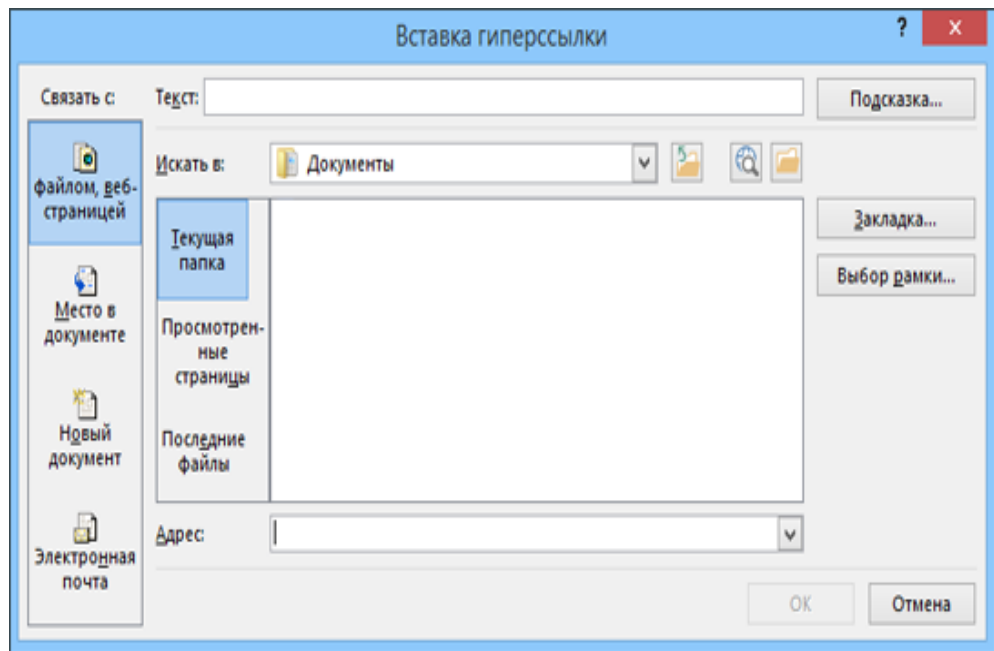 Вставка гиперссылки
?
X
Связать с:
Текст:
Подсказка...
файлом, веб-
страницей
Искать в:
Документы
Текущая
папка
Закладка...
Выбор рамки...
Место в
документе
Просмотрен-
ные
страницы
Новый
документ
Последние
файлы
Адрес:
Электронная
почта
ОК
Отмена